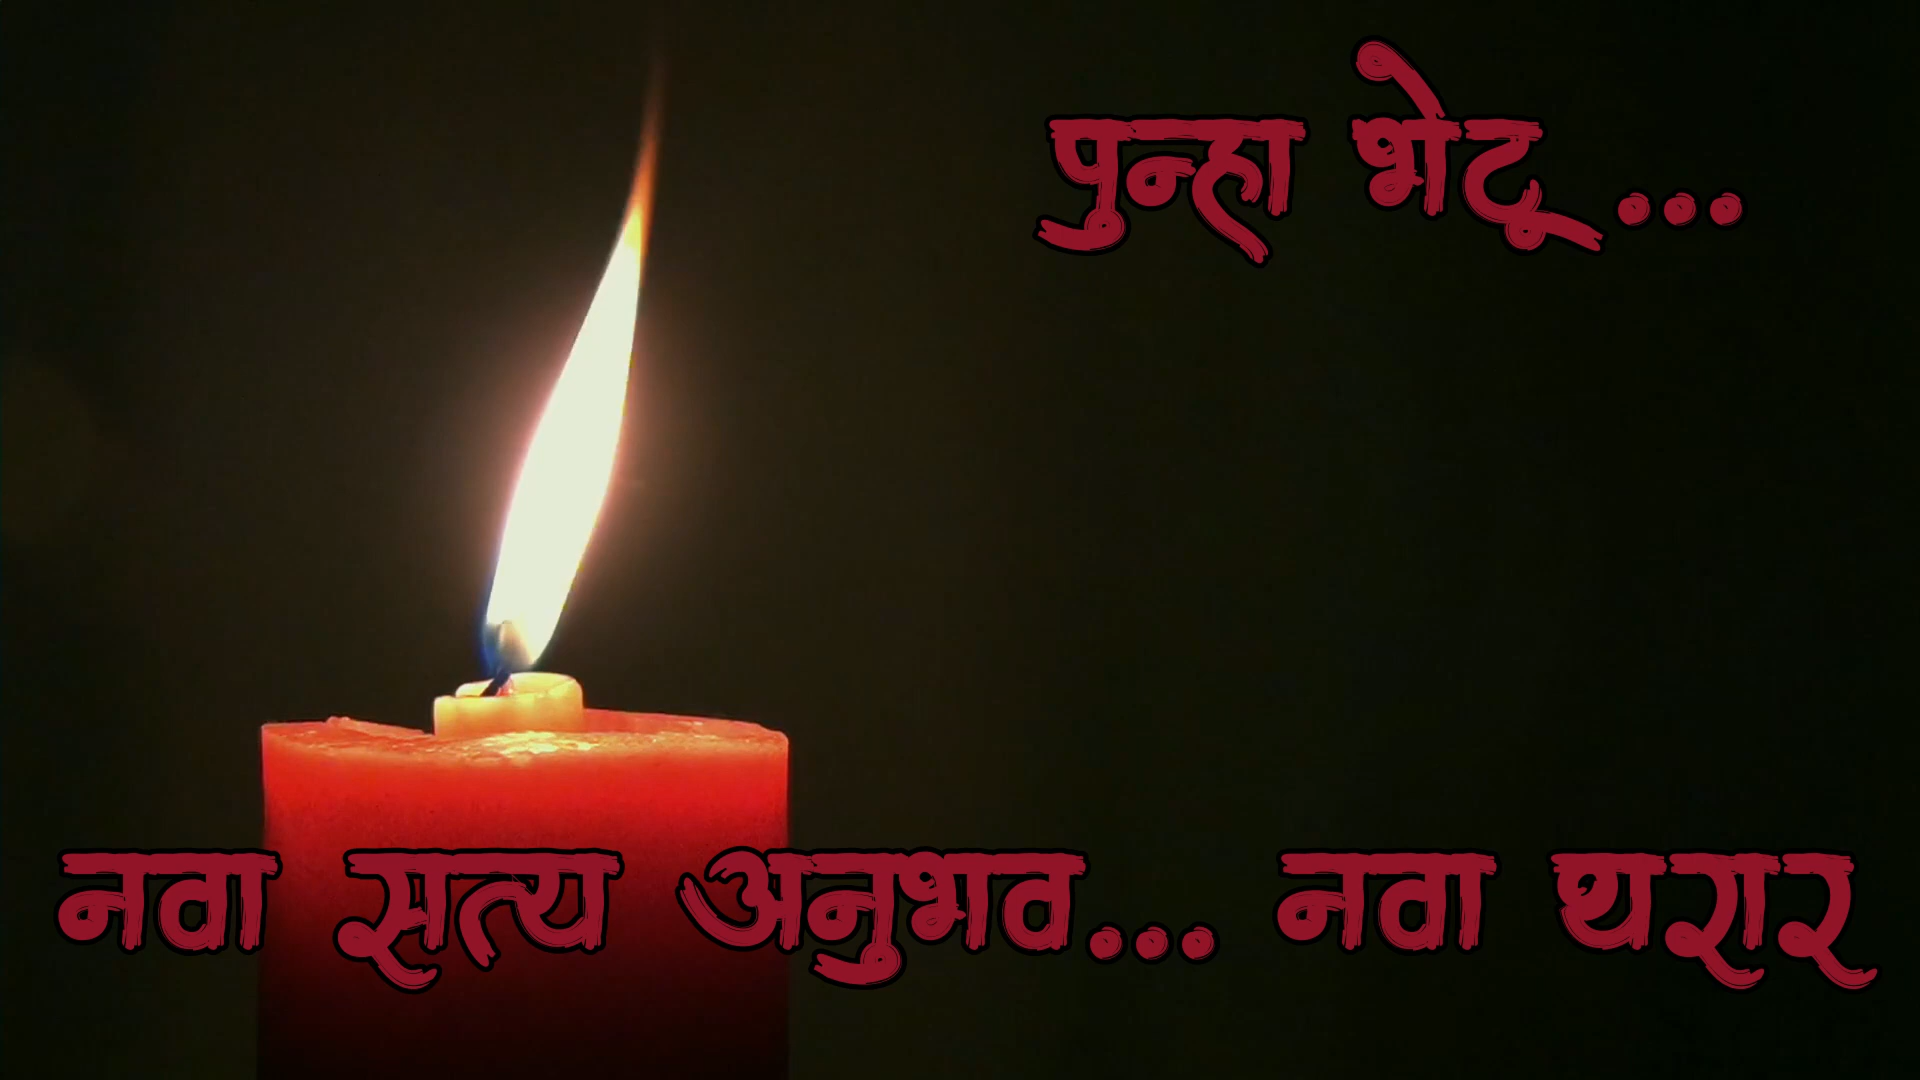 पुन्हा भेटू ...
नवा सत्य अनुभव... नवा थरार